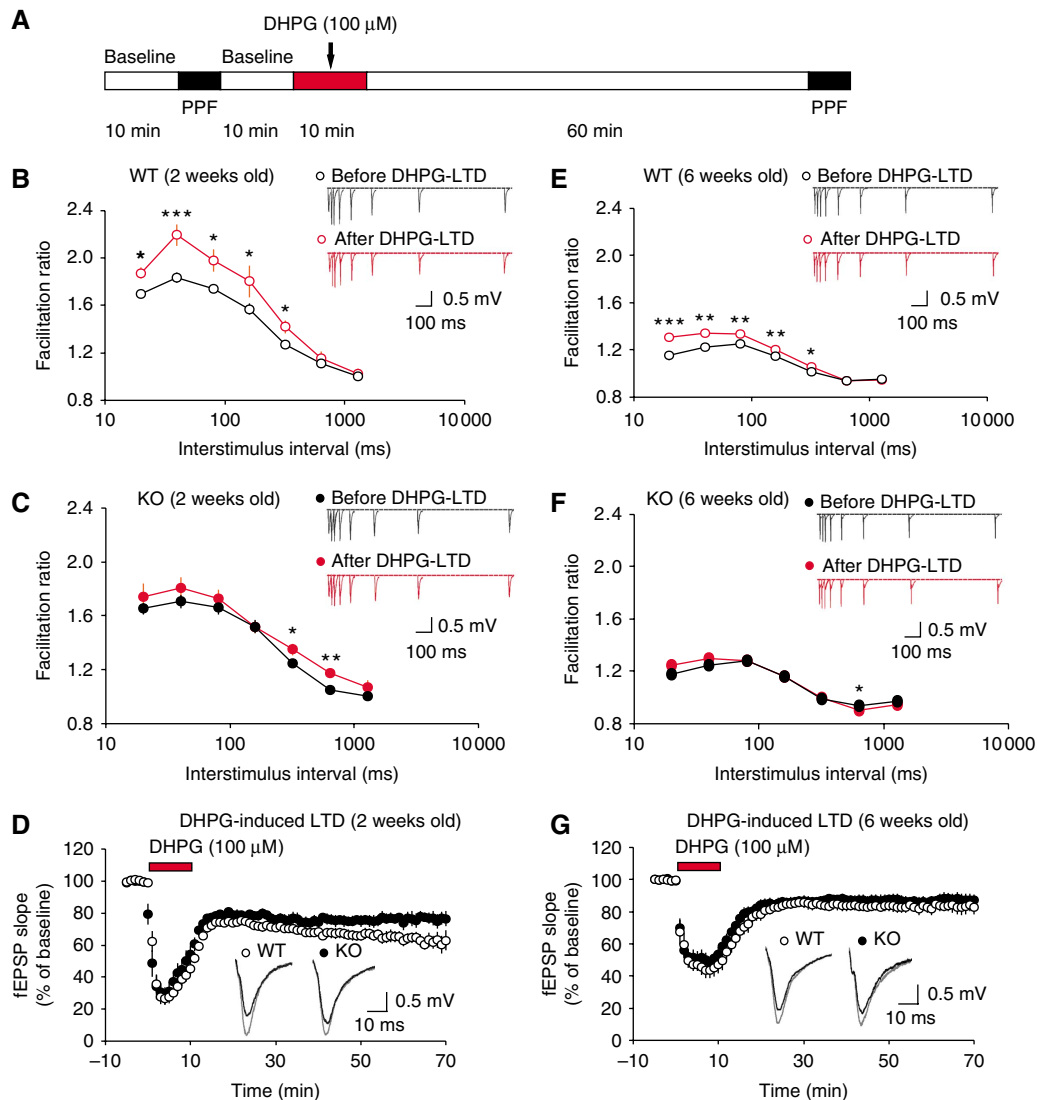 A
DHPG (100 μM)
Baseline
Baseline
PPF
PPF
10 min
10 min
10 min
60 min
B
WT (2 weeks old)
Before DHPG-LTD
After DHPG-LTD
0.5 mV
100 ms
Facilitation ratio
2.4
2.0
1.6
1.2
0.8
*
***
*
*
*
10
100
1000
10 000
Interstimulus interval (ms)
E
WT (6 weeks old)
Before DHPG-LTD
After DHPG-LTD
0.5 mV
100 ms
Facilitation ratio
2.4
2.0
1.6
1.2
0.8
***
**
**
**
*
10
100
1000
10 000
Interstimulus interval (ms)
C
KO (2 weeks old)
Before DHPG-LTD
After DHPG-LTD
0.5 mV
100 ms
Facilitation ratio
2.4
2.0
1.6
1.2
0.8
*
**
10
100
1000
10 000
Interstimulus interval (ms)
F
KO (6 weeks old)
Before DHPG-LTD
After DHPG-LTD
0.5 mV
100 ms
Facilitation ratio
2.4
2.0
1.6
1.2
0.8
*
10
100
1000
10 000
Interstimulus interval (ms)
D
DHPG-induced LTD (2 weeks old)
DHPG (100 μM)
fEPSP slope
(% of baseline)
120
100
80
60
40
20
0
WT
KO
0.5 mV
10 ms
–10
10
30
50
70
Time (min)
G
DHPG-induced LTD (6 weeks old)
DHPG (100 μM)
fEPSP slope
(% of baseline)
120
100
80
60
40
20
0
WT
KO
0.5 mV
10 ms
–10
10
30
50
70
Time (min)